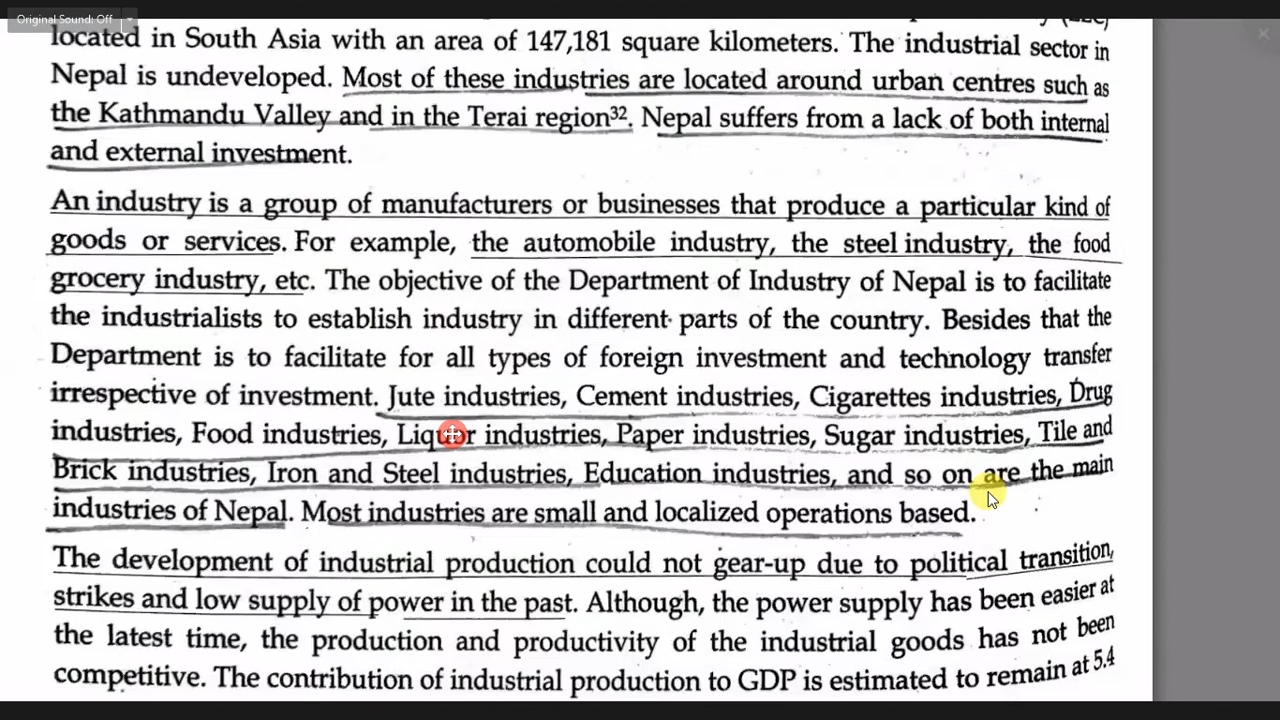 Original Sound: Off
located in South Asia with an area of 147,181 square kilometers. The industrial sector in
Nepal is undeveloped. Most of these industries are located around urban centres such as
the Kathmandu Valley and in the Terai region32. Nepal suffers from a lack of both internal
and external investment.
An industry is a group of manufacturers or businesses that produce a particular kind of
goods or services. For example, the automobile industry, the steel industry, the food
grocery industry, etc. The objective of the Department of Industry of Nepal is to facilitate
the industrialists to establish industry in different parts of the country. Besides that the
Department is to facilitate for all types of foreign investment and technology transfer
irrespective of investment. Jute industries, Cement industries, Cigarettes industries, Drug
industries, Food industries, Liquor industries, Paper industries, Sugar industries, Tile and
Brick industries, Iron and Steel industries, Education industries, and so on are the main
industries of Nepal. Most industries are small and localized operations based.
The development of industrial production could not gear-up due to political transition,
strikes and low supply of power in the past. Although, the power supply has been easier at
the latest time, the production and productivity of the industrial goods has not been
competitive. The contribution of industrial production to GDP is estimated to remain at 5.4